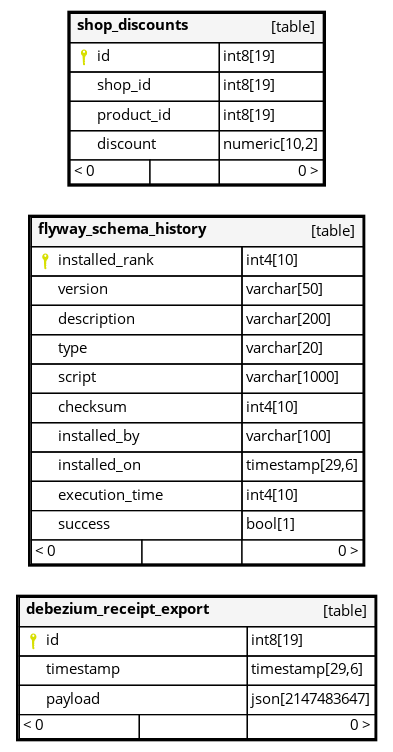 shop_discounts [table]
id int8[19]
shop_id int8[19]
product_id int8[19]
discount numeric[10,2]
< 0 0 >
flyway_schema_history [table]
installed_rank int4[10]
version varchar[50]
description varchar[200]
type varchar[20]
script varchar[1000]
checksum int4[10]
installed_by varchar[100]
installed_on timestamp[29,6]
execution_time int4[10]
success bool[1]
< 0 0 >
debezium_receipt_export [table]
id int8[19]
timestamp timestamp[29,6]
payload json[2147483647]
< 0 0 >